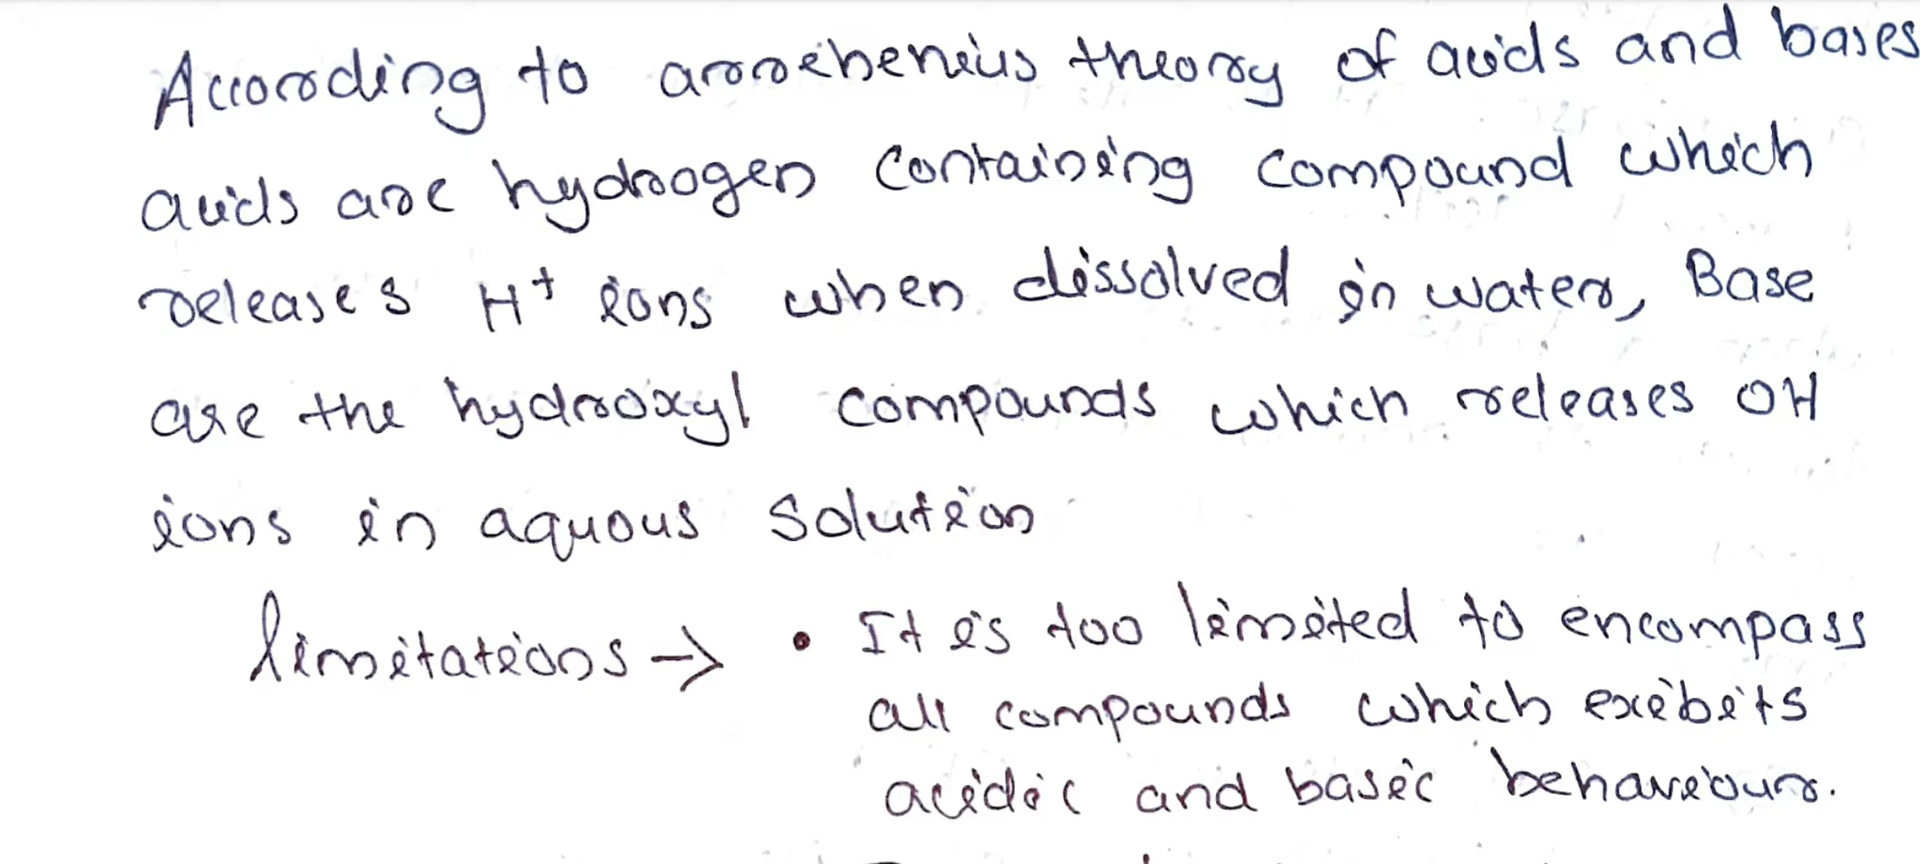 According to arrehenius theory of acids and bases
acids are hydrogen containing compound which
releases H+ ions when dissolved in water, Base
are the hydroxyl compounds which releases OH
ions in aquous solution
limitations → • It is too limited to encompass
all compounds which exibits
acidic and basic behaviour.